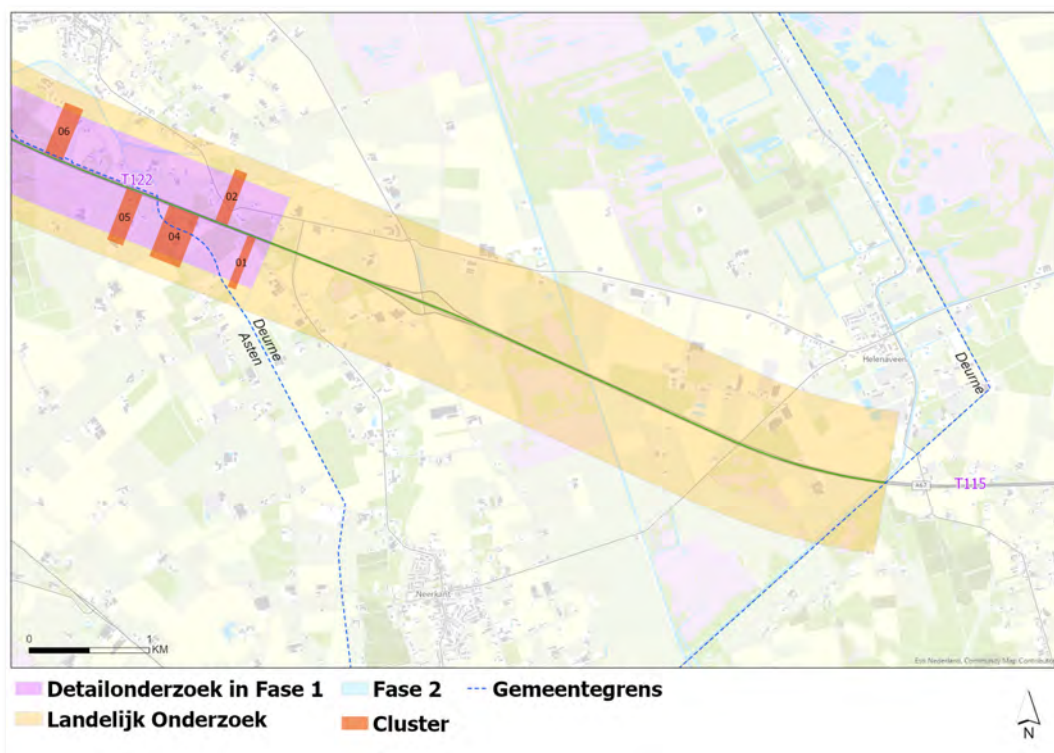 06
T122
02
05
04
01
Deurne
Asten
Helenaveen
Deurne
A67
T115
Neerkant
0 1
KM
Esri Nederland, Community Map Contributors
Detailonderzoek in Fase 1
Fase 2
Gemeentegrens
Landelijk Onderzoek
Cluster
N